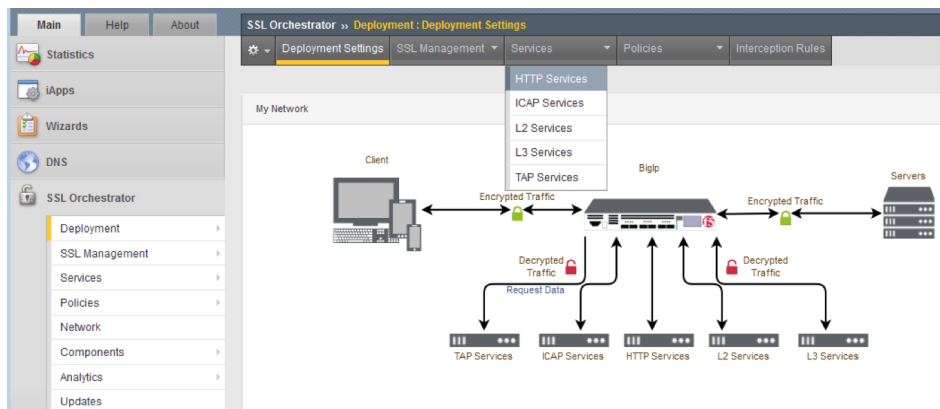 Main Help About
SSL Orchestrator ›› Deployment : Deployment Settings
Deployment Settings SSL Management Services Policies Interception Rules
HTTP Services
ICAP Services
L2 Services
L3 Services
TAP Services
Statistics
iApps
Wizards
DNS
SSL Orchestrator
Deployment
SSL Management
Services
Policies
Network
Components
Analytics
Updates
My Network
Client
BigIp
Servers
Encrypted Traffic
Encrypted Traffic
Decrypted
Traffic
Decrypted
Traffic
Request Data
TAP Services ICAP Services HTTP Services L2 Services L3 Services